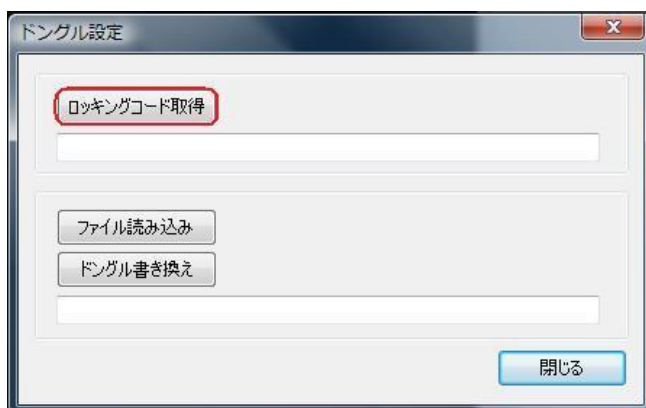 ドングル設定
ロッキングコード取得
ファイル読み込み
ドングル書き換え
閉じる